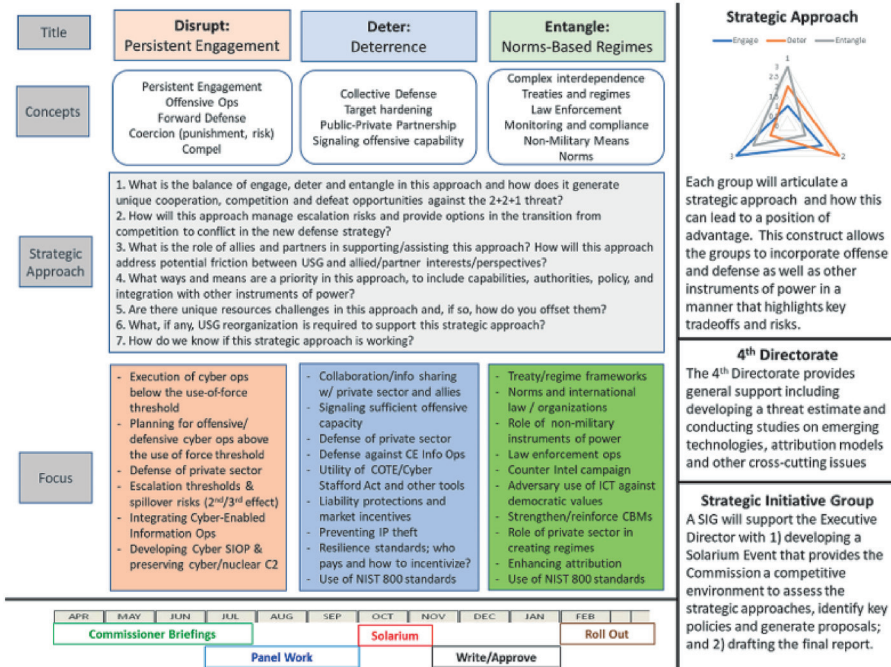 Title
Disrupt:
Persistent Engagement
Deter:
Deterrence
Entangle:
Norms-Based Regimes
Concepts
Persistent Engagement
Offensive Ops
Forward Defense
Coercion (punishment, risk)
Compel
Collective Defense
Target hardening
Public-Private Partnership
Signaling offensive capability
Complex interdependence
Treaties and regimes
Law Enforcement
Monitoring and compliance
Non-Military Means
Norms
Strategic
Approach
1. What is the balance of engage, deter and entangle in this approach and how does it generate
unique cooperation, competition and defeat opportunities against the 2+2+1 threat?
2. How will this approach manage escalation risks and provide options in the transition from
competition to conflict in the new defense strategy?
3. What is the role of allies and partners in supporting/assisting this approach? How will this approach
address potential friction between USG and allied/partner interests/perspectives?
4. What ways and means are a priority in this approach, to include capabilities, authorities, policy, and
integration with other instruments of power?
5. Are there unique resources challenges in this approach and, if so, how do you offset them?
6. What, if any, USG reorganization is required to support this strategic approach?
7. How do we know if this strategic approach is working?
Focus
- Execution of cyber ops
below the use-of-force
threshold
- Planning for offensive/
defensive cyber ops above
the use of force threshold
- Defense of private sector
- Escalation thresholds &
spillover risks (2nd/3rd effect)
- Integrating Cyber-Enabled
Information Ops
- Developing Cyber SIOP &
preserving cyber/nuclear C2
- Collaboration/info sharing
w/ private sector and allies
- Signaling sufficient offensive
capacity
- Defense of private sector
- Defense against CE Info Ops
- Utility of COTE/Cyber
Stafford Act and other tools
- Liability protections and
market incentives
- Preventing IP theft
- Resilience standards; who
pays and how to incentivize?
- Use of NIST 800 standards
- Treaty/regime frameworks
- Norms and international
law / organizations
- Role of non-military
instruments of power
- Law enforcement ops
- Counter Intel campaign
- Adversary use of ICT against
democratic values
- Strengthen/reinforce CBMs
- Role of private sector in
creating regimes
- Enhancing attribution
- Use of NIST 800 standards
APR MAY JUN JUL AUG SEP OCT NOV DEC JAN FEB
Commissioner Briefings
Solarium
Roll Out
Panel Work
Write/Approve
Strategic Approach
Engage Deter Entangle
1
3
2.5
2
1.5
1
0.5
0
3
2
Each group will articulate a
strategic approach and how this
can lead to a position of
advantage. This construct allows
the groups to incorporate offense
and defense as well as other
instruments of power in a
manner that highlights key
tradeoffs and risks.
4th Directorate
The 4th Directorate provides
general support including
developing a threat estimate and
conducting studies on emerging
technologies, attribution models
and other cross-cutting issues
Strategic Initiative Group
A SIG will support the Executive
Director with 1) developing a
Solarium Event that provides the
Commission a competitive
environment to assess the
strategic approaches, identify key
policies and generate proposals;
and 2) drafting the final report.